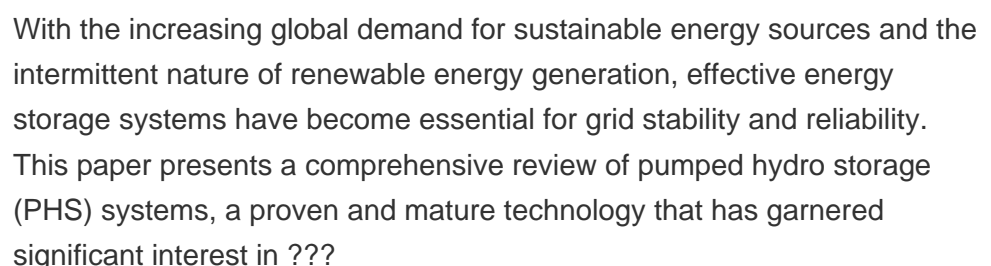 With the increasing global demand for sustainable energy sources and the
intermittent nature of renewable energy generation, effective energy
storage systems have become essential for grid stability and reliability.
This paper presents a comprehensive review of pumped hydro storage
(PHS) systems, a proven and mature technology that has garnered
significant interest in ???